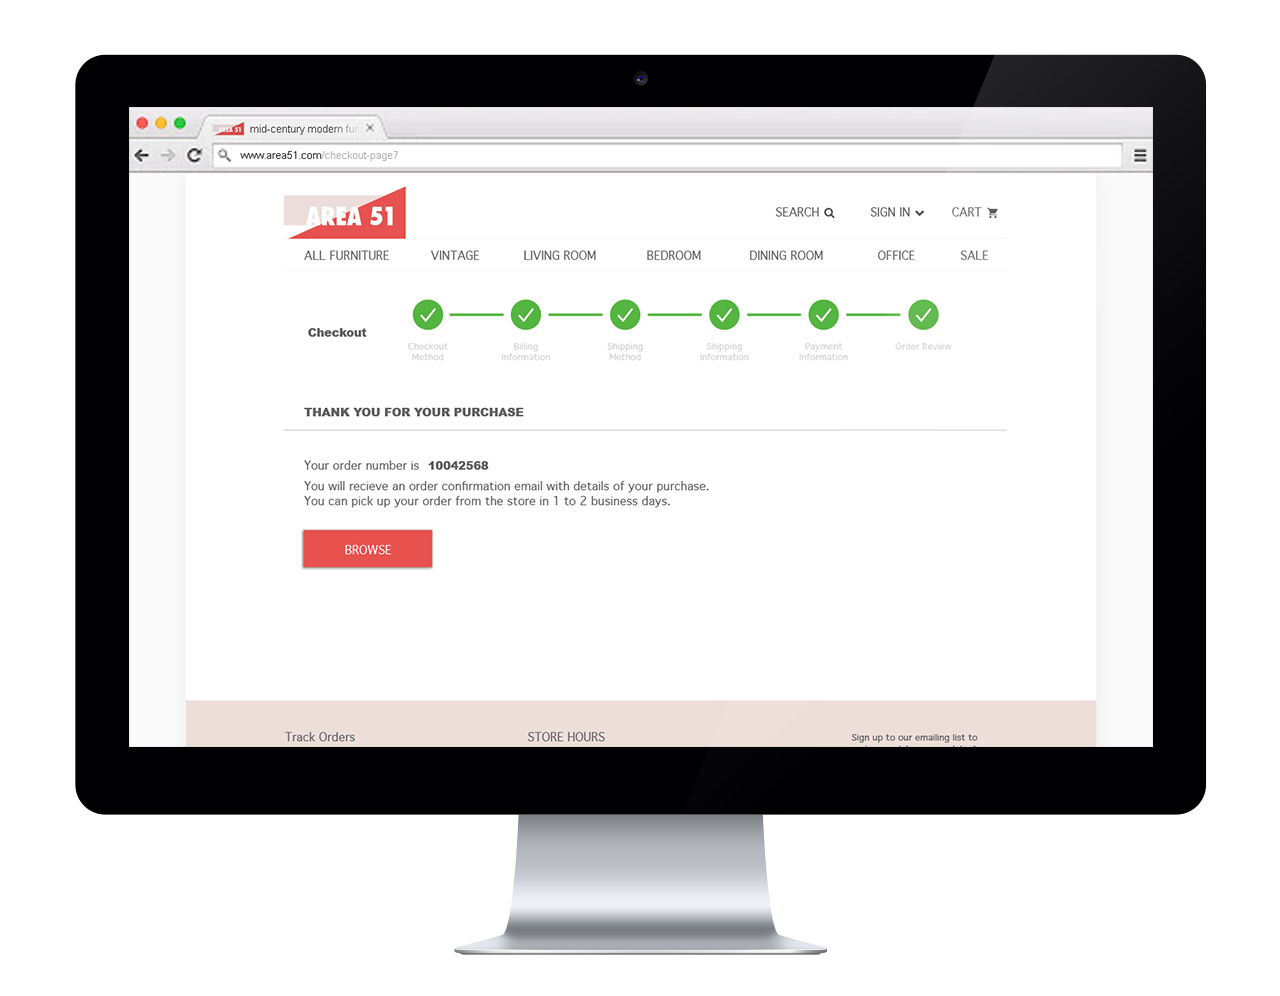 AREA 51 mid-century modern fur
www.area51.com/checkout-page7
AREA 51
SEARCH SIGN IN CART
ALL FURNITURE VINTAGE LIVING ROOM BEDROOM DINING ROOM OFFICE SALE
Checkout
Checkout Method
Billing Information
Shipping Method
Shipping Information
Payment Information
Order Review
THANK YOU FOR YOUR PURCHASE
Your order number is 10042568
You will recieve an order confirmation email with details of your purchase.
You can pick up your order from the store in 1 to 2 business days.
BROWSE
Track Orders STORE HOURS Sign up to our emailing list to